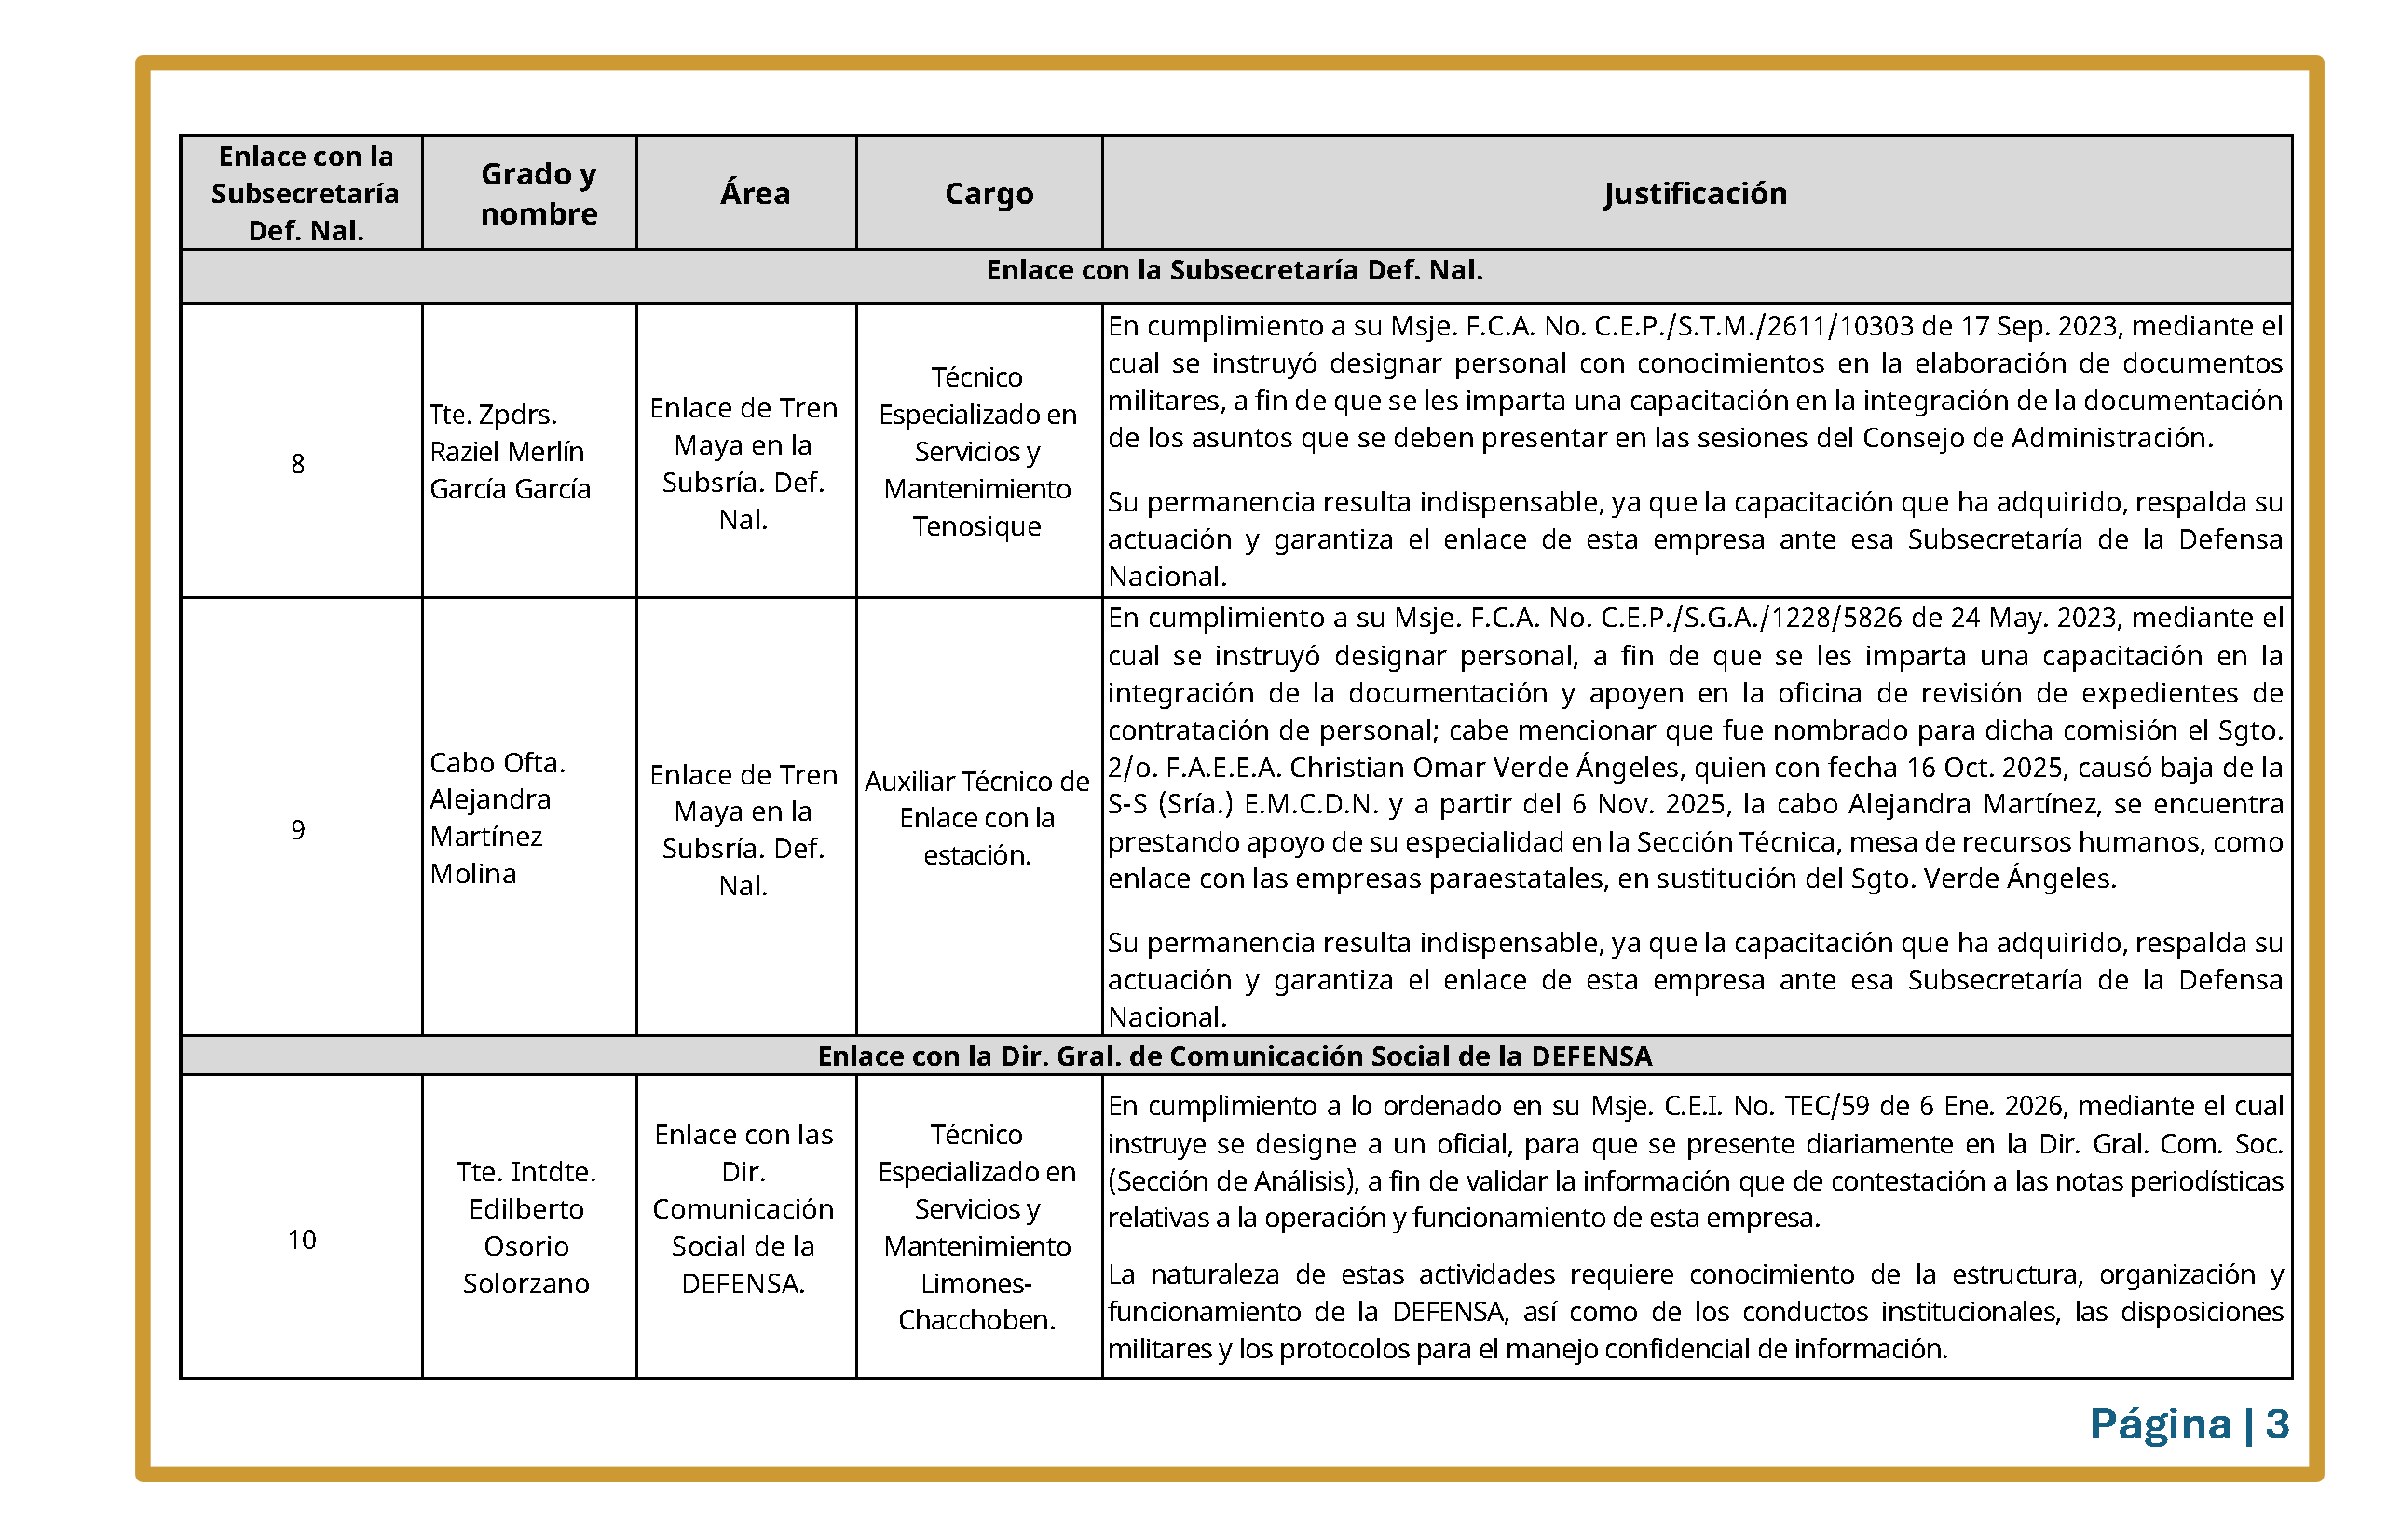 Enlace con la
Subsecretaría
Def. Nal.
Grado y
nombre
Área
Cargo
Justificación
Enlace con la Subsecretaría Def. Nal.
8
Tte. Zpdrs.
Raziel Merlín
García García
Enlace de Tren
Maya en la
Subsría. Def.
Nal.
Técnico
Especializado en
Servicios y
Mantenimiento
Tenosique
En cumplimiento a su Msje. F.C.A. No. C.E.P./S.T.M./2611/10303 de 17 Sep. 2023, mediante el
cual se instruyó designar personal con conocimientos en la elaboración de documentos
militares, a fin de que se les imparta una capacitación en la integración de la documentación
de los asuntos que se deben presentar en las sesiones del Consejo de Administración.
Su permanencia resulta indispensable, ya que la capacitación que ha adquirido, respalda su
actuación y garantiza el enlace de esta empresa ante esa Subsecretaría de la Defensa
Nacional.
9
Cabo Ofta.
Alejandra
Martínez
Molina
Enlace de Tren
Maya en la
Subsría. Def.
Nal.
Auxiliar Técnico de
Enlace con la
estación.
En cumplimiento a su Msje. F.C.A. No. C.E.P./S.G.A./1228/5826 de 24 May. 2023, mediante el
cual se instruyó designar personal, a fin de que se les imparta una capacitación en la
integración de la documentación y apoyen en la oficina de revisión de expedientes de
contratación de personal; cabe mencionar que fue nombrado para dicha comisión el Sgto.
2/o. F.A.E.E.A. Christian Omar Verde Ángeles, quien con fecha 16 Oct. 2025, causó baja de la
S-S (Sría.) E.M.C.D.N. y a partir del 6 Nov. 2025, la cabo Alejandra Martínez, se encuentra
prestando apoyo de su especialidad en la Sección Técnica, mesa de recursos humanos, como
enlace con las empresas paraestatales, en sustitución del Sgto. Verde Ángeles.
Su permanencia resulta indispensable, ya que la capacitación que ha adquirido, respalda su
actuación y garantiza el enlace de esta empresa ante esa Subsecretaría de la Defensa
Nacional.
Enlace con la Dir. Gral. de Comunicación Social de la DEFENSA
10
Tte. Intdte.
Edilberto
Osorio
Solorzano
Enlace con las
Dir.
Comunicación
Social de la
DEFENSA.
Técnico
Especializado en
Servicios y
Mantenimiento
Limones-
Chacchoben.
En cumplimiento a lo ordenado en su Msje. C.E.I. No. TEC/59 de 6 Ene. 2026, mediante el cual
instruye se designe a un oficial, para que se presente diariamente en la Dir. Gral. Com. Soc.
(Sección de Análisis), a fin de validar la información que de contestación a las notas periodísticas
relativas a la operación y funcionamiento de esta empresa.
La naturaleza de estas actividades requiere conocimiento de la estructura, organización y
funcionamiento de la DEFENSA, así como de los conductos institucionales, las disposiciones
militares y los protocolos para el manejo confidencial de información.
Página | 3